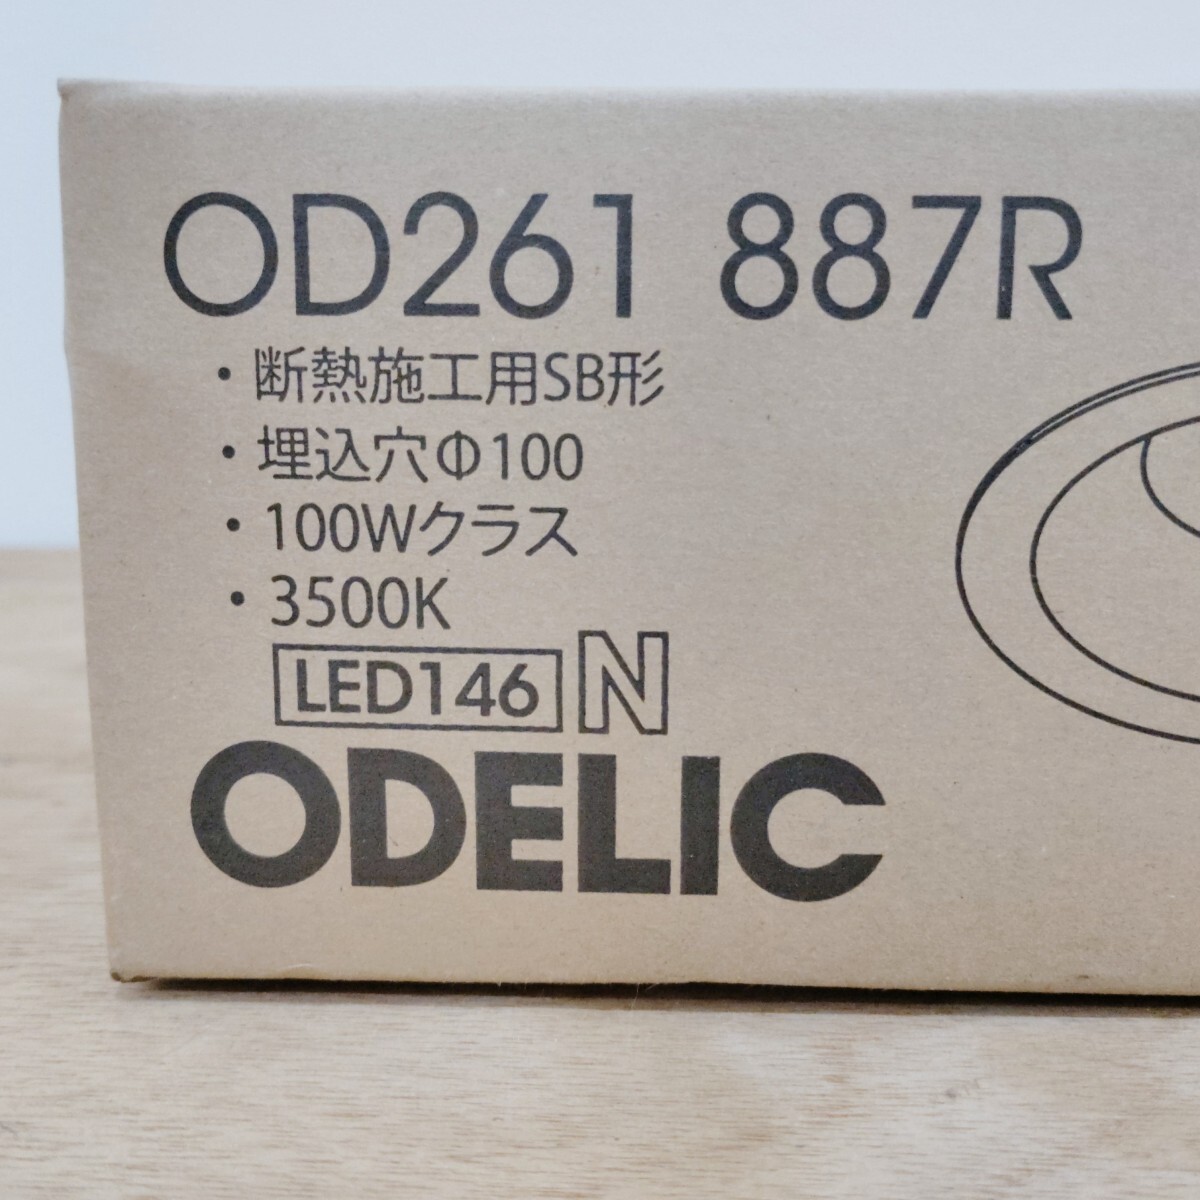 OD261 887R
・断熱施工用SB形
・埋込穴Φ100
・100Wクラス
・3500K
LED146 N
ODELIC